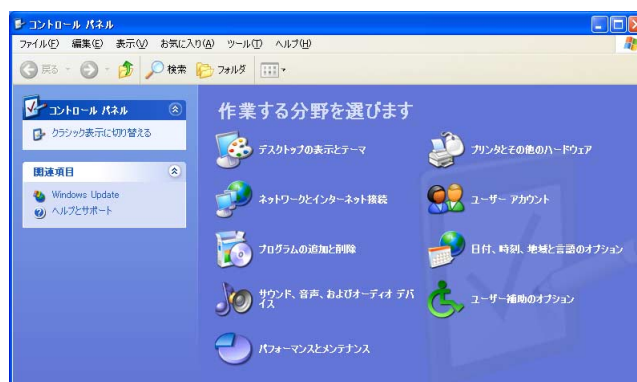 コントロール パネル
ファイル(F) 編集(E) 表示(V) お気に入り(A) ツール(T) ヘルプ(H)
戻る 検索 フォルダ
コントロール パネル
クラシック表示に切り替える
関連項目
Windows Update
ヘルプとサポート
作業する分野を選びます
デスクトップの表示とテーマ
プリンタとその他のハードウェア
ネットワークとインターネット接続
ユーザー アカウント
プログラムの追加と削除
日付、時刻、地域と言語のオプション
サウンド、音声、およびオーディオ デバ
イス
ユーザー補助のオプション
パフォーマンスとメンテナンス